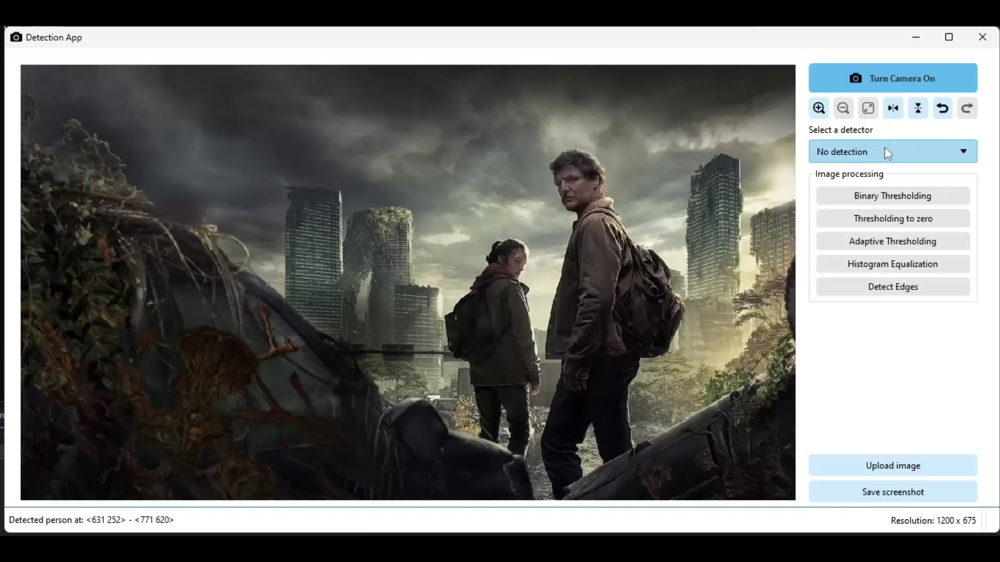 Detection App
Turn Camera On
Select a detector
No detection
Image processing
Binary Thresholding
Thresholding to zero
Adaptive Thresholding
Histogram Equalization
Detect Edges
Upload image
Save screenshot
Detected person at: <631 252> - <771 620>
Resolution: 1200 x 675